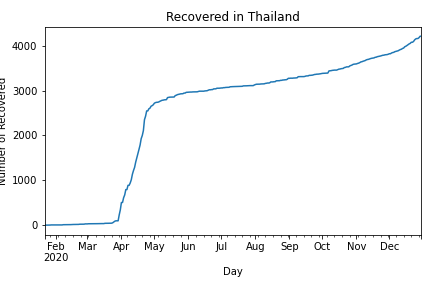 Recovered in Thailand
Number of Recovered
4000
3000
2000
1000
0
Feb Mar Apr May Jun Jul Aug Sep Oct Nov Dec
2020
Day